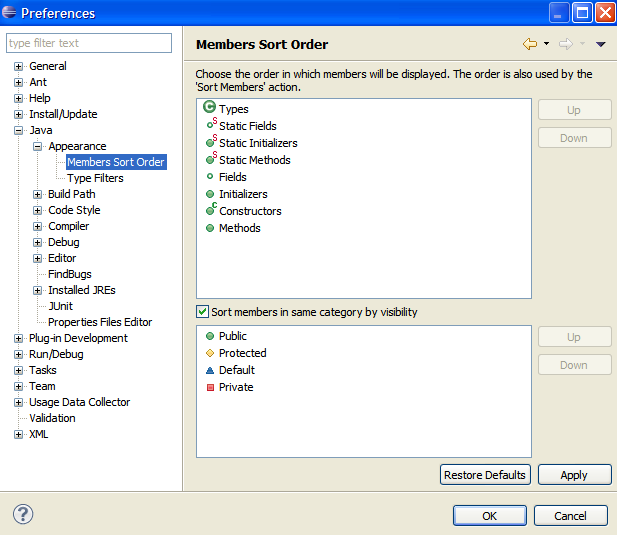 Preferences
type filter text
General
Ant
Help
Install/Update
Java
Appearance
Members Sort Order
Type Filters
Build Path
Code Style
Compiler
Debug
Editor
FindBugs
Installed JREs
JUnit
Properties Files Editor
Plug-in Development
Run/Debug
Tasks
Team
Usage Data Collector
Validation
XML
Members Sort Order
Choose the order in which members will be displayed. The order is also used by the
'Sort Members' action.
C Types
S Static Fields
S Static Initializers
S Static Methods
Fields
Initializers
C Constructors
Methods
Up
Down
Sort members in same category by visibility
Public
Protected
Default
Private
Up
Down
Restore Defaults
Apply
?
OK
Cancel